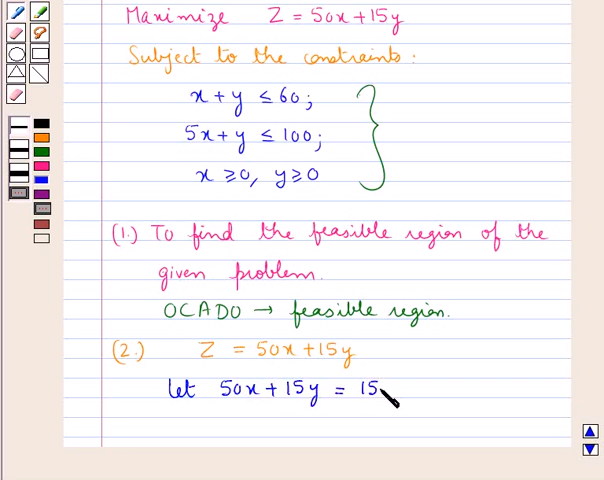 Maximize Z = 50x + 15y
Subject to the constraints:
x + y ≤ 60;
5x + y ≤ 100;
x ≥ 0, y ≥ 0
(1.) To find the feasible region of the
given problem.
OCADO → feasible region.
(2.) Z = 50x + 15y
let 50x + 15y = 15